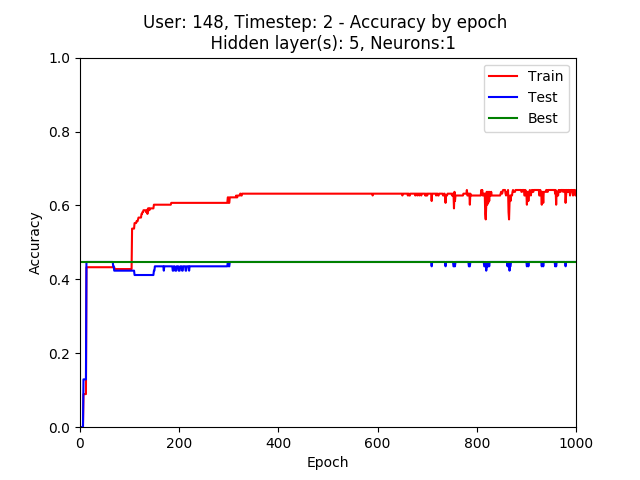 User: 148, Timestep: 2 - Accuracy by epoch
Hidden layer(s): 5, Neurons:1
Train
Test
Best
Accuracy
1.0
0.8
0.6
0.4
0.2
0.0
0 200 400 600 800 1000
Epoch